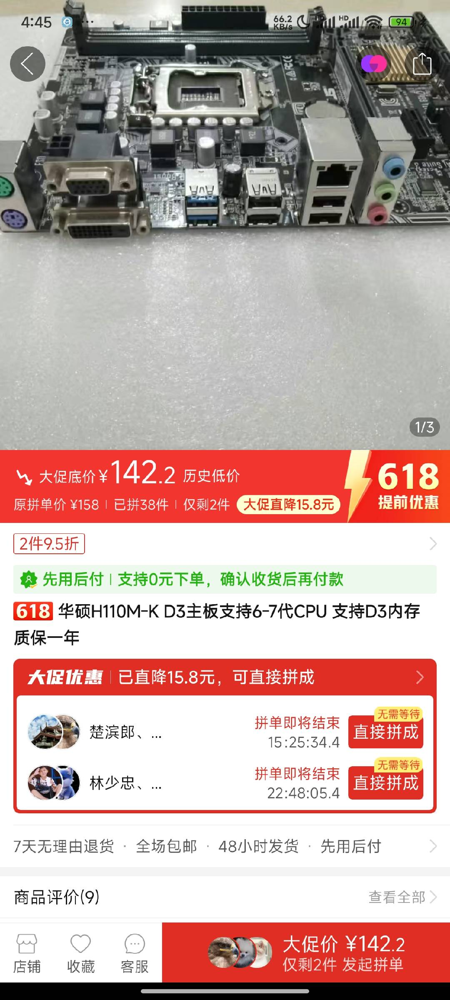 4:45 ··· 66.2 KB/s HD HD 94
1/3
大促底价¥142.2 历史低价
618
原拼单价 ¥158 | 已拼38件 | 仅剩2件 大促直降15.8元
提前优惠
2件9.5折
先用后付 | 支持0元下单，确认收货后再付款
618 华硕H110M-K D3主板支持6-7代CPU 支持D3内存
质保一年
大促优惠 | 已直降15.8元，可直接拼成
无需等待
楚滨郎、... 拼单即将结束 直接拼成
15:25:34.4
无需等待
林少忠、... 拼单即将结束 直接拼成
22:48:05.4
7天无理由退货 · 全场包邮 · 48小时发货 · 先用后付
商品评价(9) 查看全部
店铺 收藏 客服
大促价 ¥142.2
仅剩2件 发起拼单